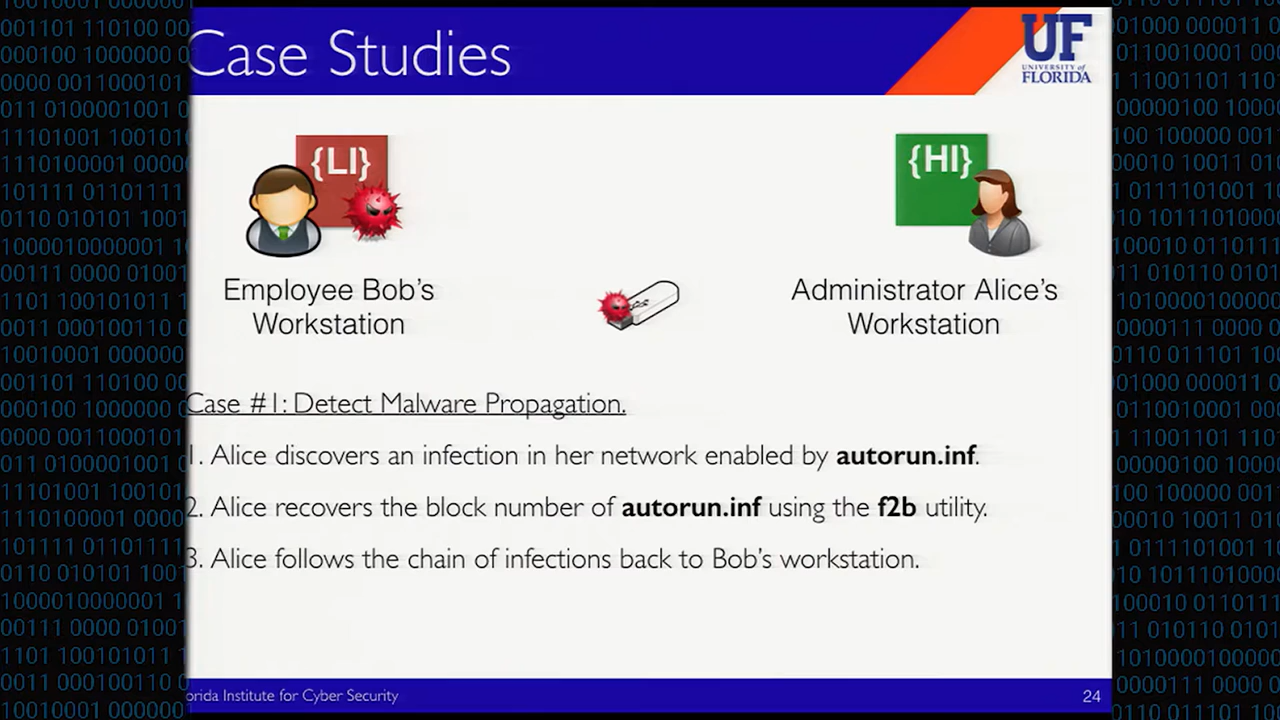 Case Studies
UF
UNIVERSITY of
FLORIDA
{LI}
{HI}
Employee Bob's
Workstation
Administrator Alice's
Workstation
Case #1: Detect Malware Propagation.
1. Alice discovers an infection in her network enabled by autorun.inf.
2. Alice recovers the block number of autorun.inf using the f2b utility.
3. Alice follows the chain of infections back to Bob's workstation.
orida Institute for Cyber Security
24